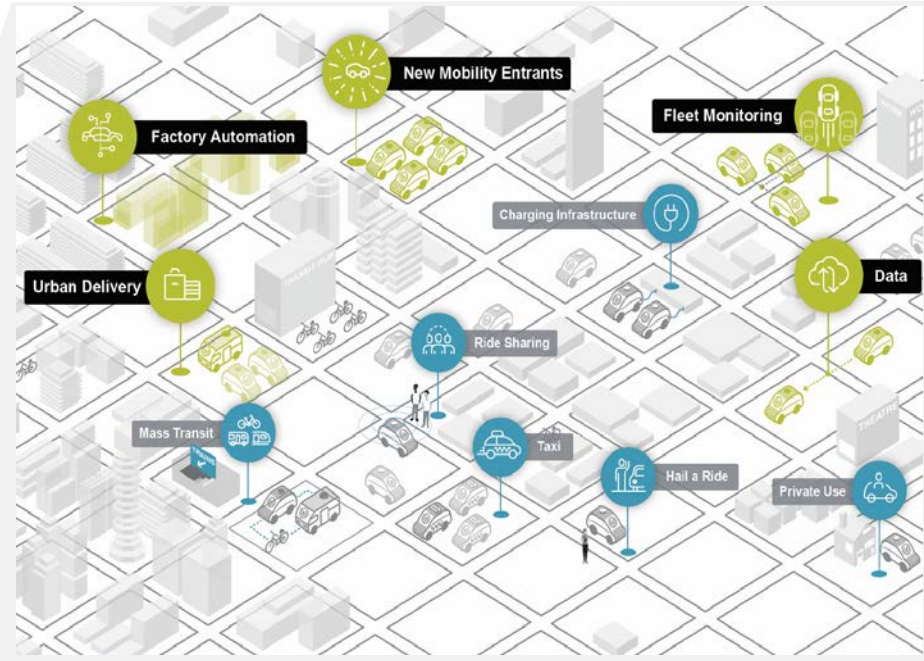 New Mobility Entrants
Fleet Monitoring
Factory Automation
Charging Infrastructure
Urban Delivery
Data
Ride Sharing
Mass Transit
TRAINS
Taxi
THEATRE
Hail a Ride
Private Use